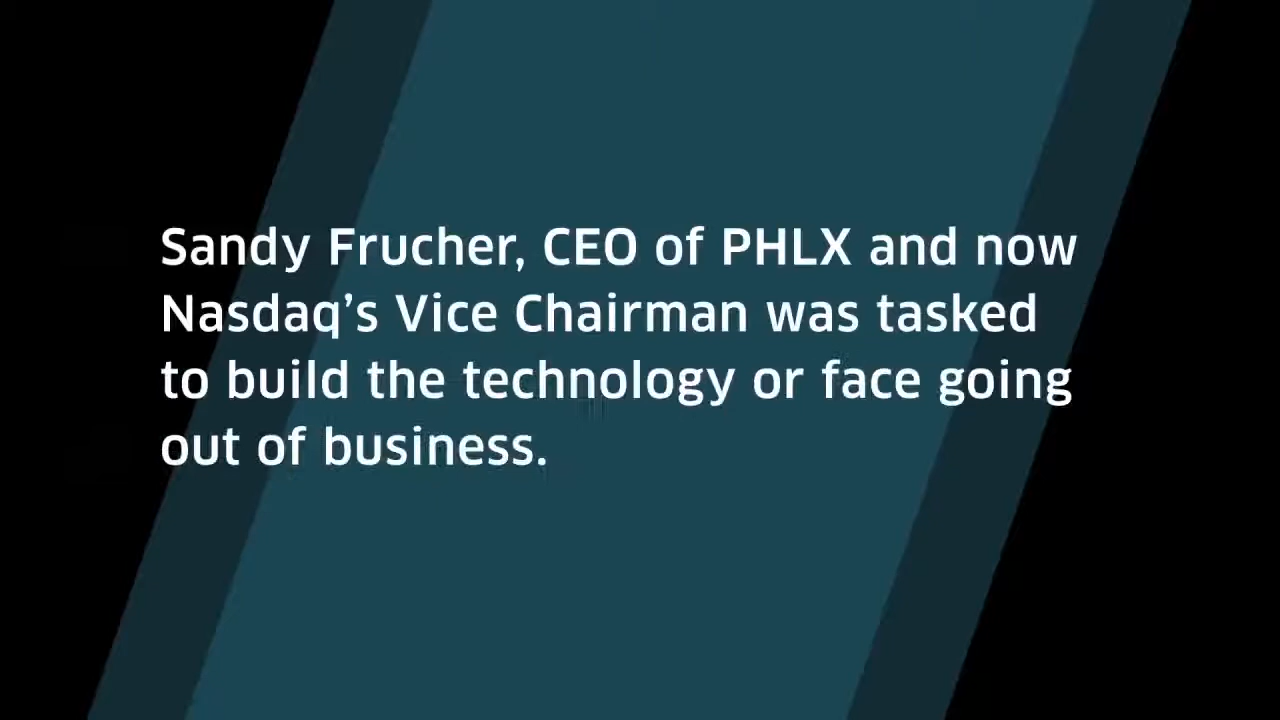 Sandy Frucher, CEO of PHLX and now
Nasdaq’s Vice Chairman was tasked
to build the technology or face going
out of business.